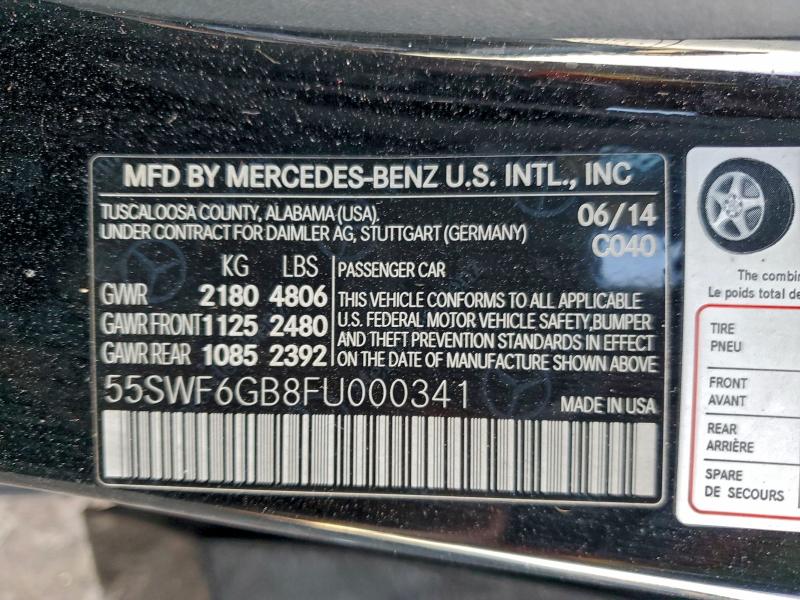 MFD BY MERCEDES-BENZ U.S. INTL., INC
TUSCALOOSA COUNTY, ALABAMA (USA). 06/14
UNDER CONTRACT FOR DAIMLER AG, STUTTGART (GERMANY) C040
KG LBS
GWR 2180 4806
GAWR FRONT 1125 2480
GAWR REAR 1085 2392
PASSENGER CAR
THIS VEHICLE CONFORMS TO ALL APPLICABLE
U.S. FEDERAL MOTOR VEHICLE SAFETY, BUMPER
AND THEFT PREVENTION STANDARDS IN EFFECT
ON THE DATE OF MANUFACTURE SHOWN ABOVE
55SWF6GB8FU000341
MADE IN USA
The combin
Le poids total de
TIRE
PNEU
FRONT
AVANT
REAR
ARRIÈRE
SPARE
DE SECOURS